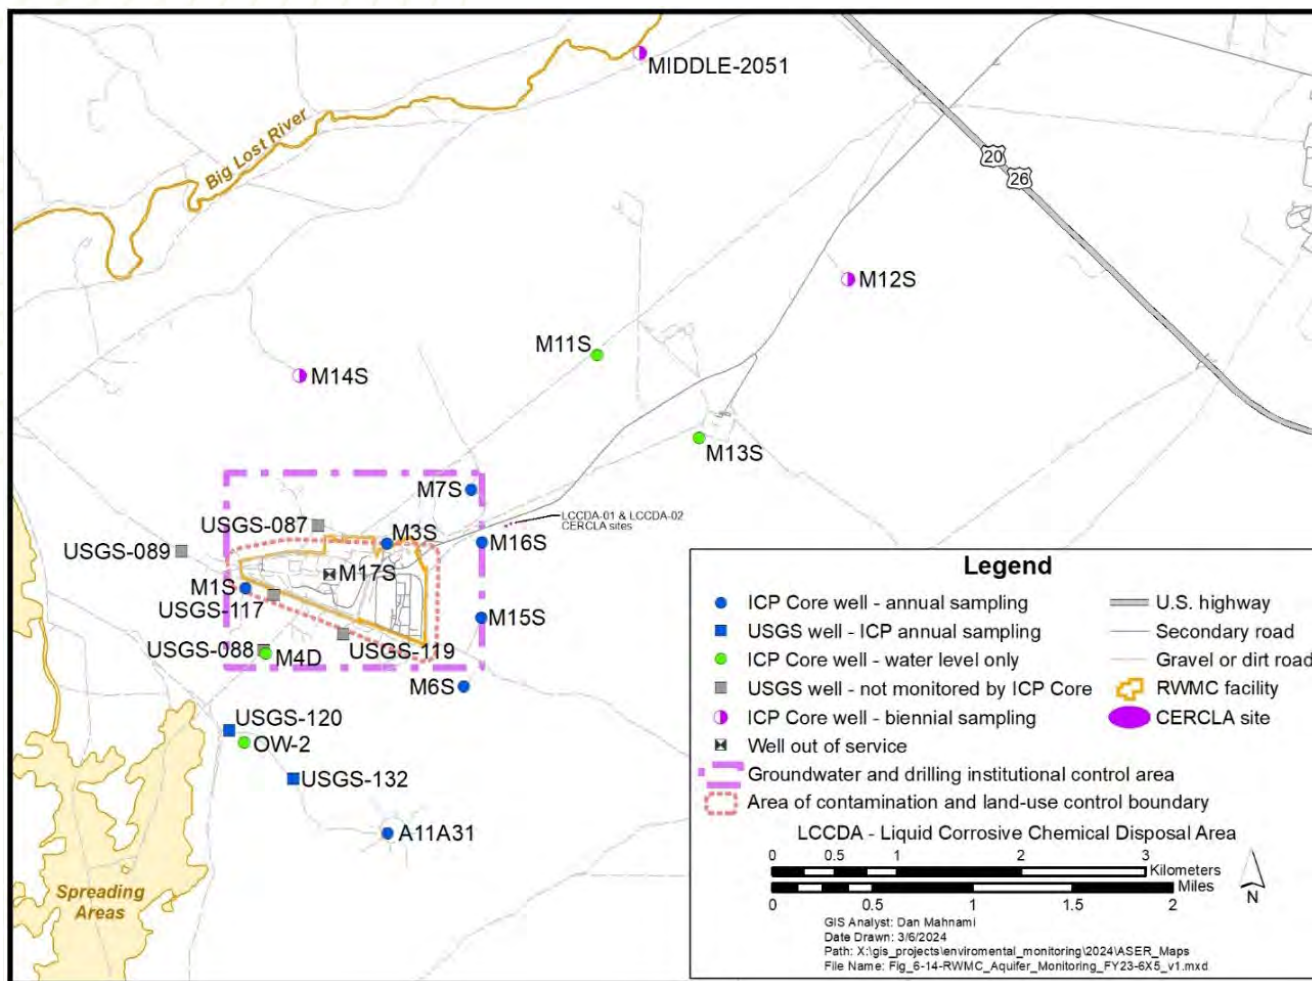 MIDDLE-2051
Big Lost River
20
26
M12S
M11S
M14S
M13S
M7S
LCCDA-01 & LCCDA-02
CERCLA sites
USGS-087
M3S
USGS-089
M16S
M17S
M1S
USGS-117
M15S
USGS-088
M4D
USGS-119
M6S
USGS-120
OW-2
USGS-132
A11A31
Spreading
Areas
Legend
ICP Core well - annual sampling
USGS well - ICP annual sampling
ICP Core well - water level only
USGS well - not monitored by ICP Core
ICP Core well - biennial sampling
Well out of service
Groundwater and drilling institutional control area
Area of contamination and land-use control boundary
U.S. highway
Secondary road
Gravel or dirt road
RWMC facility
CERCLA site
LCCDA - Liquid Corrosive Chemical Disposal Area
0 0.5 1 2 3
Kilometers
Miles
0 0.5 1 1.5 2
N
GIS Analyst: Dan Mahnami
Date Drawn: 3/6/2024
Path: X:\gis_projects\enviromental_monitoring\2024\ASER_Maps
File Name: Fig_6-14-RWMC_Aquifer_Monitoring_FY23-6X5_v1.mxd